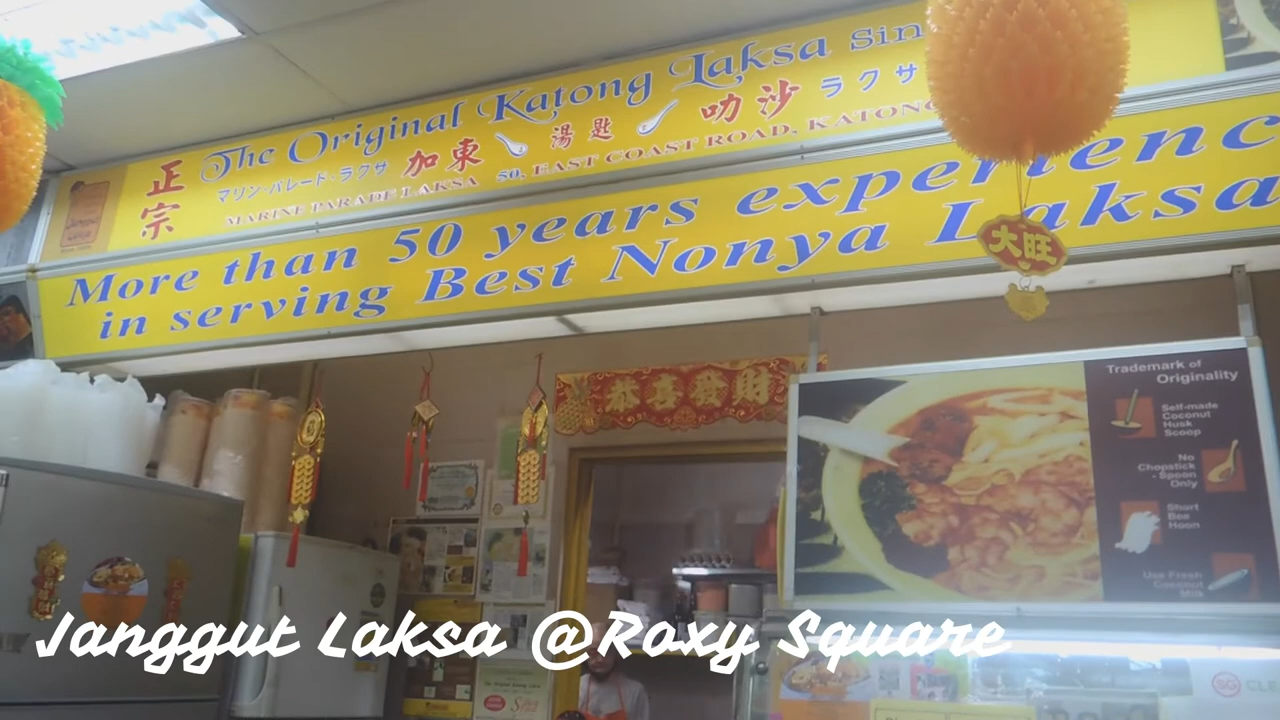 正宗
The Original Katong Laksa Sin
マリン・パレード・ラクサ 加東 湯匙 叻沙 ラクサ
MARINE PARADE LAKSA 50, EAST COAST ROAD, KATONG
More than 50 years experienc
in serving Best Nonya Laksa
大旺
恭喜發財
Trademark of
Originality
Self-made
Coconut
Husk
Scoop
No
Chopstick
- Spoon
Only
Short
Bee
Hoon
Use Fresh
Coconut
Milk
Janggut Laksa @Roxy Square